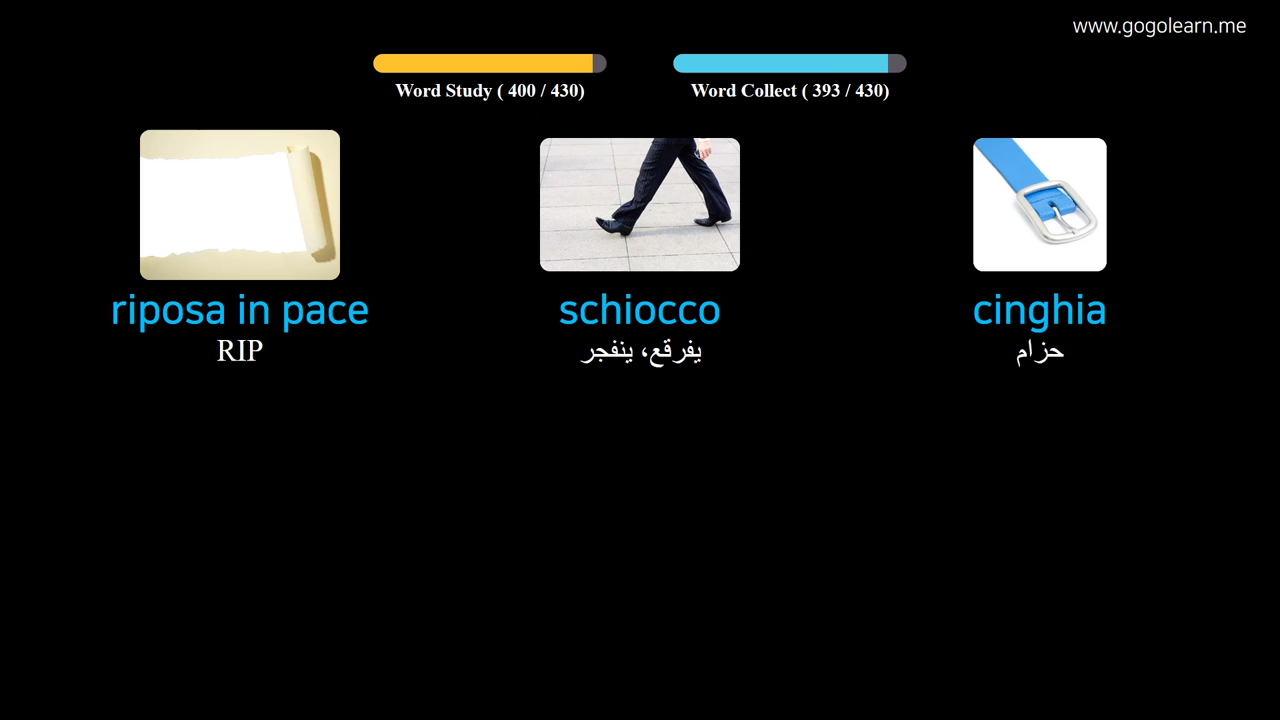 www.gogolearn.me
Word Study ( 400 / 430)
Word Collect ( 393 / 430)
riposa in pace
RIP
schiocco
يفرقع، ينفجر
cinghia
حزام